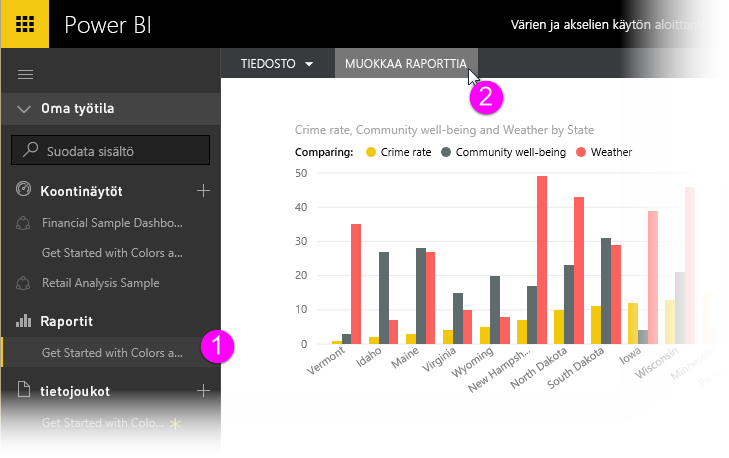 Power BI
Värien ja akselien käytön aloittam
TIEDOSTO
MUOKKAA RAPORTTIA
2
Oma työtila
Suodata sisältö
Koontinäytöt
Financial Sample Dashbo...
Get Started with Colors a...
Retail Analysis Sample
Raportit
Get Started with Colors a...
1
tietojoukot
Get Started with Colo...
Crime rate, Community well-being and Weather by State
Comparing: Crime rate Community well-being Weather
50
40
30
20
10
0
Vermont
Idaho
Maine
Virginia
Wyoming
New Hampsh...
North Dakota
South Dakota
Iowa
Wisconsin